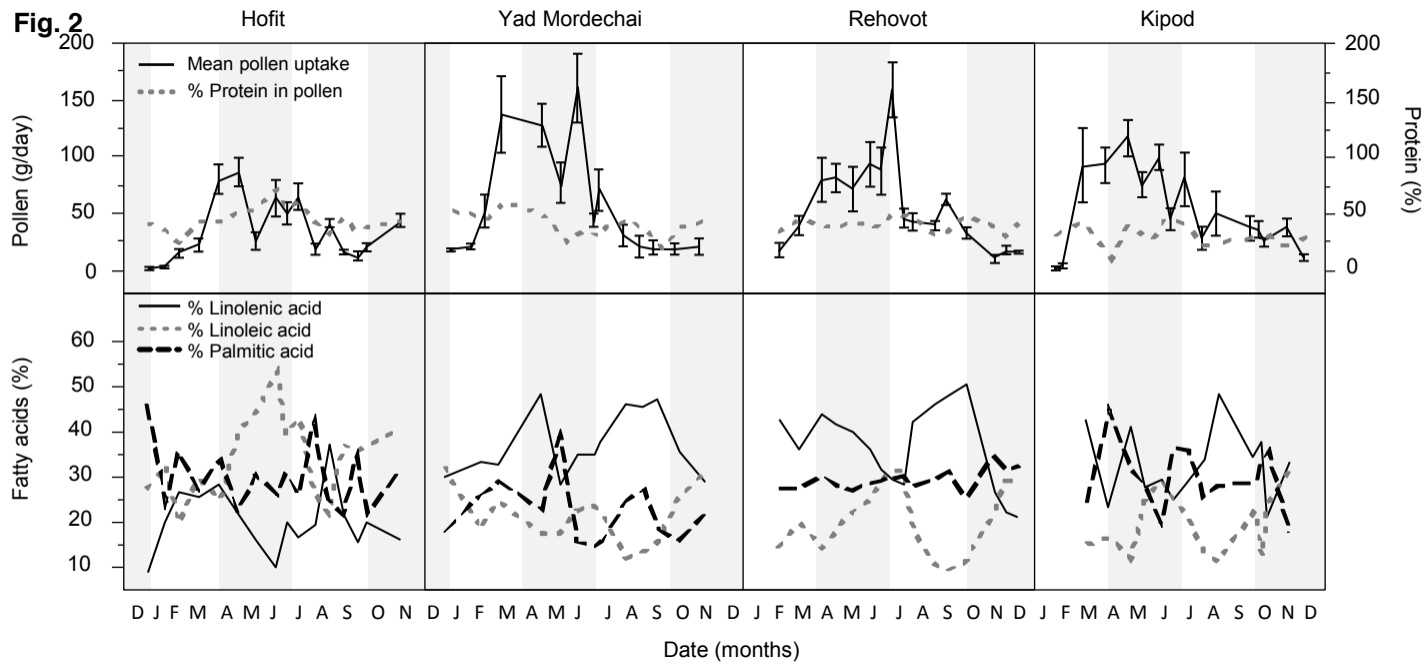 Fig. 2
Hofit Yad Mordechai Rehovot Kipod
200 200
Mean pollen uptake
% Protein in pollen
150 150
100 100
50 50
0 0
Pollen (g/day)
Protein (%)
% Linolenic acid
% Linoleic acid
% Palmitic acid
60
50
40
30
20
10
Fatty acids (%)
D J F M A M J J A S O N J F M A M J J A S O N D J F M A M J J A S O N D J F M A M J J A S O N D
Date (months)